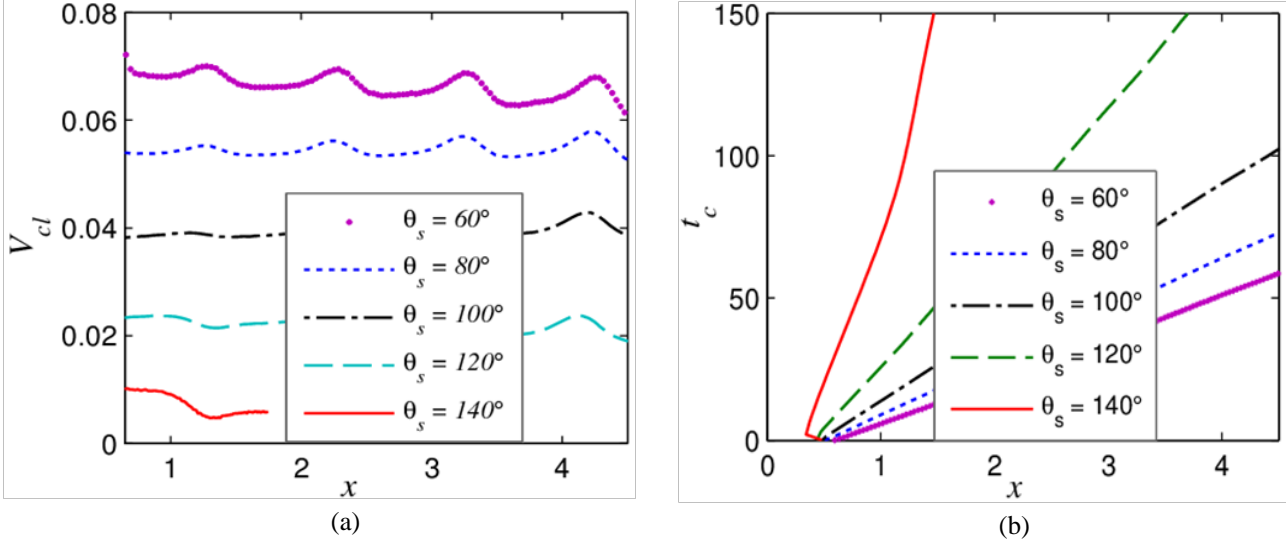 0.08
0.06
0.04
0.02
0
V_cl
1
2
3
4
x
θ_s = 60°
θ_s = 80°
θ_s = 100°
θ_s = 120°
θ_s = 140°
(a)
150
100
50
0
t_c
0
1
2
3
4
x
θ_s = 60°
θ_s = 80°
θ_s = 100°
θ_s = 120°
θ_s = 140°
(b)